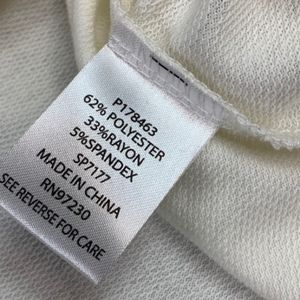 P178463
62% POLYESTER
33%RAYON
5%SPANDEX
SP7177
MADE IN CHINA
RN97230
SEE REVERSE FOR CARE